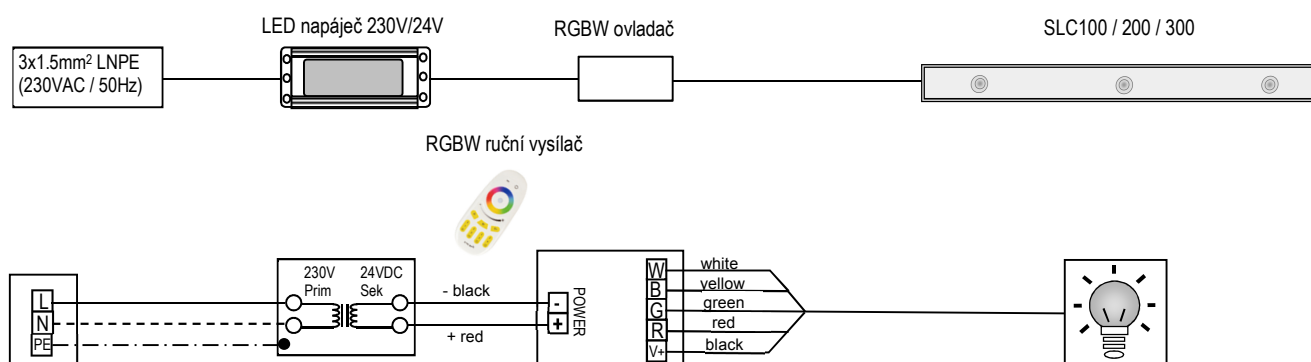 LED napáječ 230V/24V
RGBW ovladač
SLC100 / 200 / 300
3x1.5mm² LNPE
(230VAC / 50Hz)
RGBW ruční vysílač
230V
Prim
24VDC
Sek
L
N
PE
- black
+ red
-
+
POWER
W
B
G
R
V+
white
yellow
green
red
black